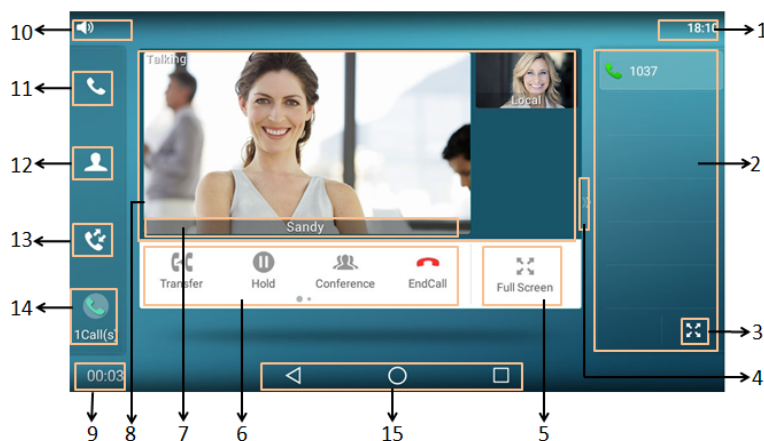 10
18:10
1
Talking
11
1037
Local
12
2
8
Sandy
13
Transfer
Hold
Conference
EndCall
Full Screen
14
1Call(s)
3
00:03
4
9
8
7
6
15
5